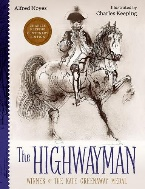 Alfred Noyes
Illustrated by
Charles Keeping
The
HIGHWAYMAN
WINNER of THE KATE GREENAWAY MEDAL